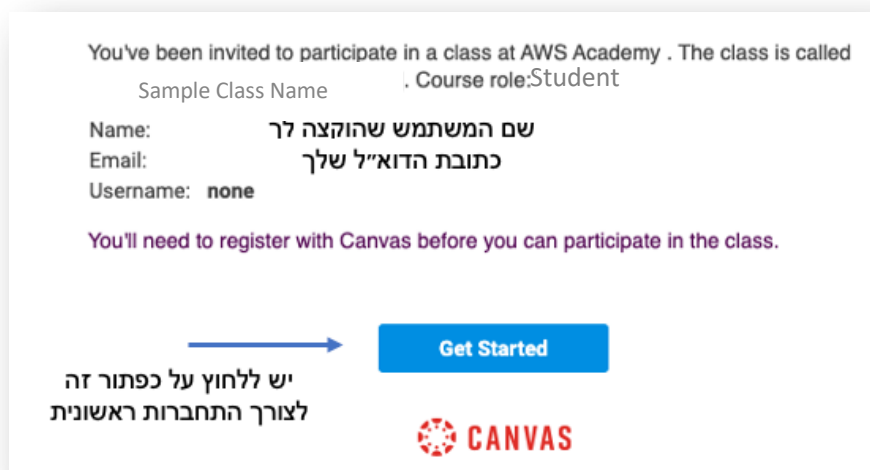 You've been invited to participate in a class at AWS Academy . The class is called
Sample Class Name . Course role:Student
Name: שם המשתמש שהוקצה לך
Email: כתובת הדוא״ל שלך
Username: none
You'll need to register with Canvas before you can participate in the class.
Get Started
יש ללחוץ על כפתור זה
לצורך התחברות ראשונית
CANVAS